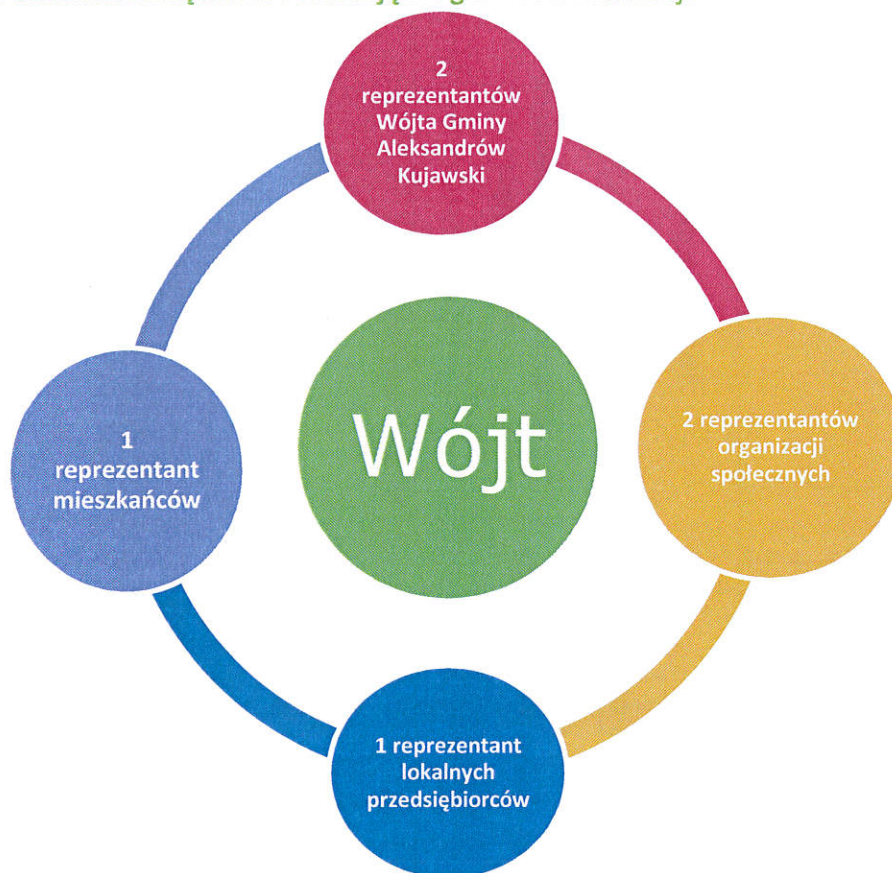 2
reprezentantów
Wójta Gminy
Aleksandrów
Kujawski
1
reprezentant
mieszkańców
Wójt
2 reprezentantów
organizacji
społecznych
1 reprezentant
lokalnych
przedsiębiorców